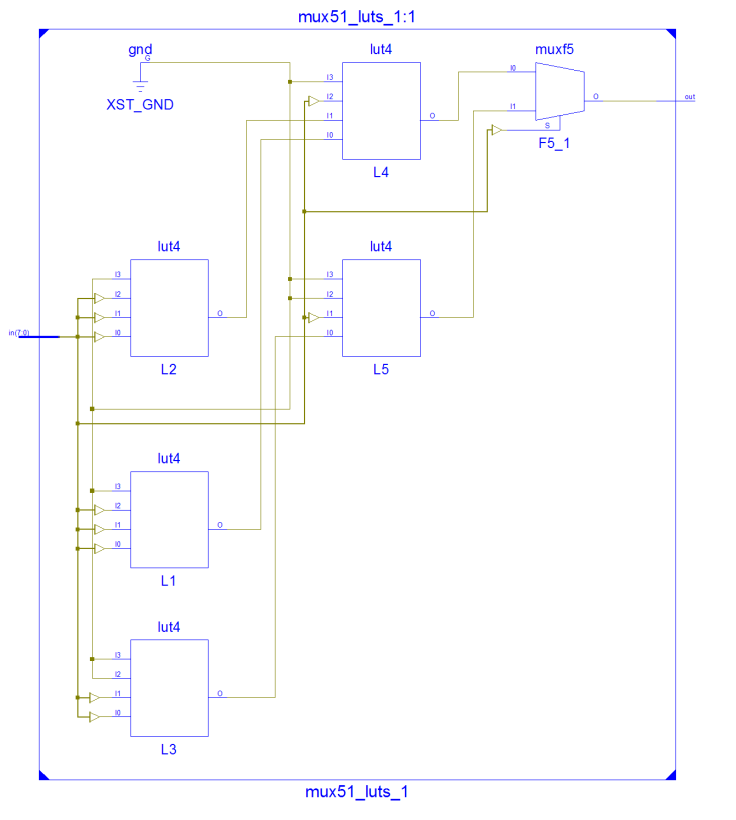 mux51_luts_1:1
gnd
G
XST_GND
lut4
I3
I2
I1
I0
O
L4
muxf5
I0
I1
S
O
F5_1
out
lut4
I3
I2
I1
I0
O
L2
lut4
I3
I2
I1
I0
O
L5
in(7:0)
lut4
I3
I2
I1
I0
O
L1
lut4
I3
I2
I1
I0
O
L3
mux51_luts_1